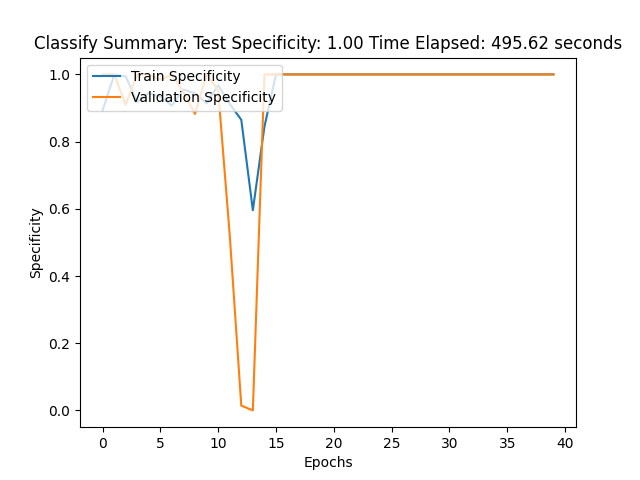 Classify Summary: Test Specificity: 1.00 Time Elapsed: 495.62 seconds
Train Specificity
Validation Specificity
1.0
0.8
0.6
0.4
0.2
0.0
Specificity
0 5 10 15 20 25 30 35 40
Epochs